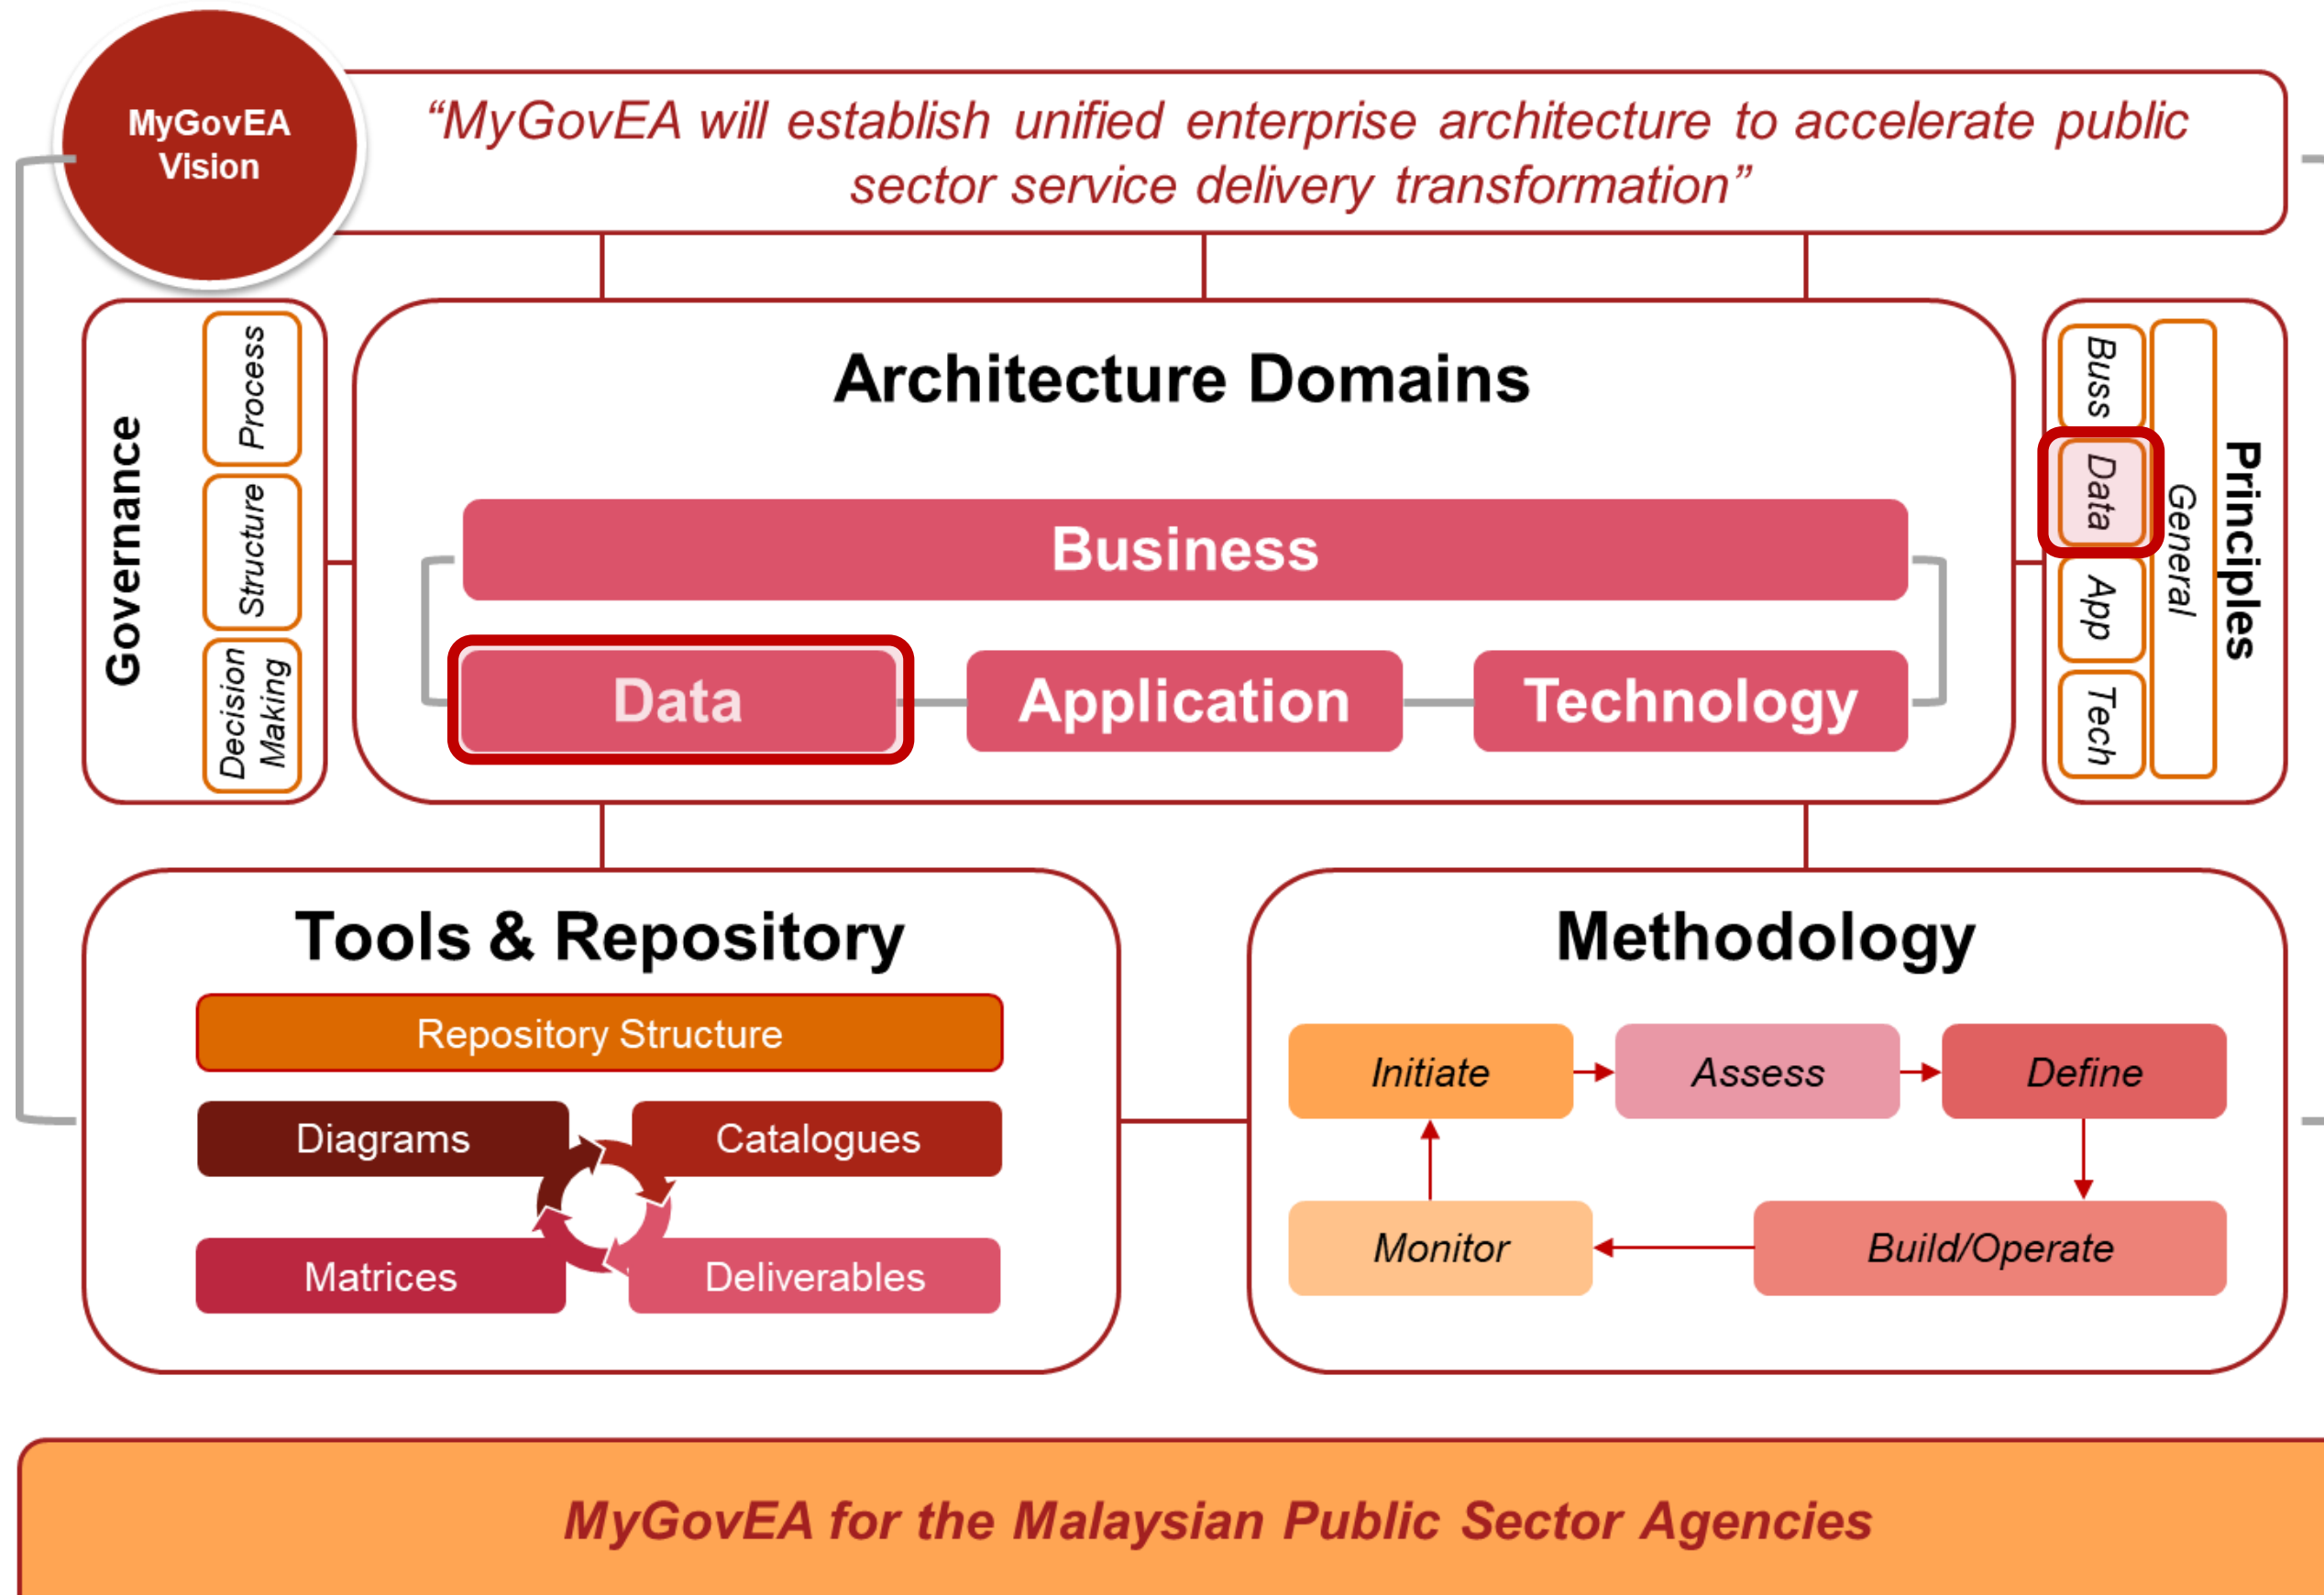 MyGovEA
Vision
“MyGovEA will establish unified enterprise architecture to accelerate public
sector service delivery transformation”
Governance
Process
Structure
Decision
Making
Architecture Domains
Business
Data
Application
Technology
Principles
General
Buss
Data
App
Tech
Tools & Repository
Repository Structure
Diagrams
Catalogues
Matrices
Deliverables
Methodology
Initiate
Assess
Define
Monitor
Build/Operate
MyGovEA for the Malaysian Public Sector Agencies